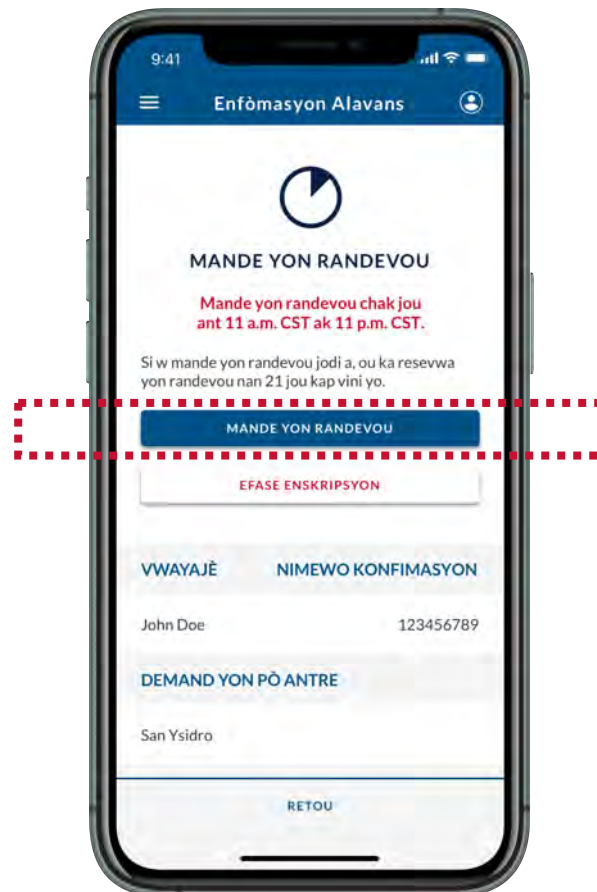 9:41
Enfòmasyon Alavans
MANDE YON RANDEVOU
Mande yon randevou chak jou
ant 11 a.m. CST ak 11 p.m. CST.
Si w mande yon randevou jodi a, ou ka resevwa
yon randevou nan 21 jou kap vini yo.
MANDE YON RANDEVOU
EFASE ENSKRIPSYON
VWAYAJÈ NIMEWO KONFIMASYON
John Doe 123456789
DEMAND YON PÒ ANTRE
San Ysidro
RETOU